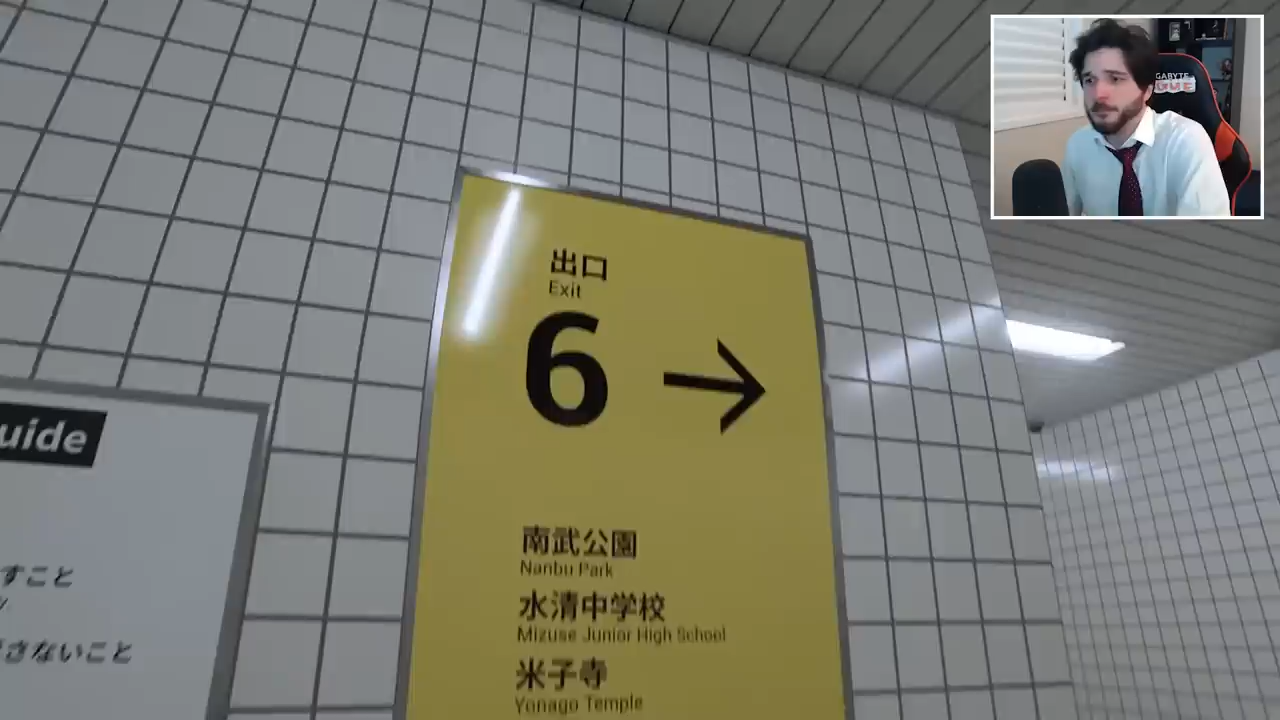 出口
Exit
6 →
南武公園
Nanbu Park
水清中学校
Mizuse Junior High School
米子寺
Yonago Temple
uide
すこと
さないこと
GABYTE